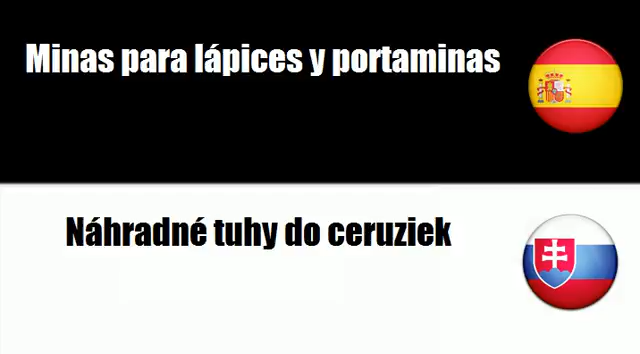 Minas para lápices y portaminas
Náhradné tuhy do ceruziek